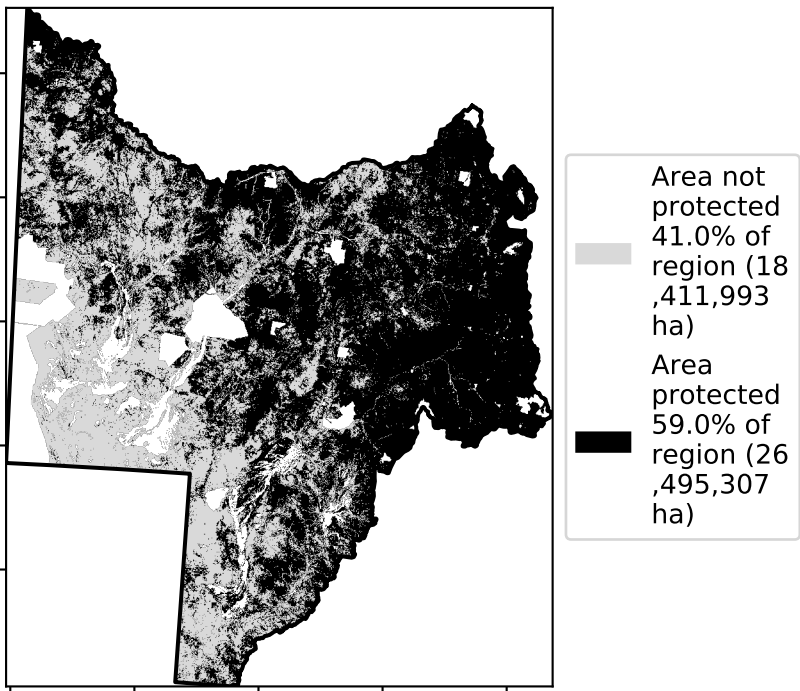 Area not
protected
41.0% of
region (18
,411,993
ha)
Area
protected
59.0% of
region (26
,495,307
ha)